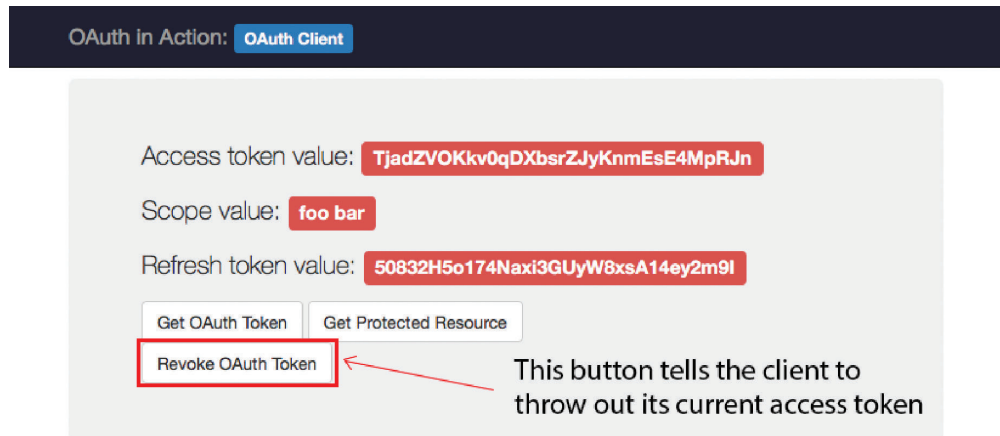 OAuth in Action: OAuth Client
Access token value: TjadZVOKkv0qDXbsrZJyKnmEsE4MpRJn
Scope value: foo bar
Refresh token value: 50832H5o174Naxi3GUyW8xsA14ey2m9I
Get OAuth Token Get Protected Resource
Revoke OAuth Token
This button tells the client to
throw out its current access token